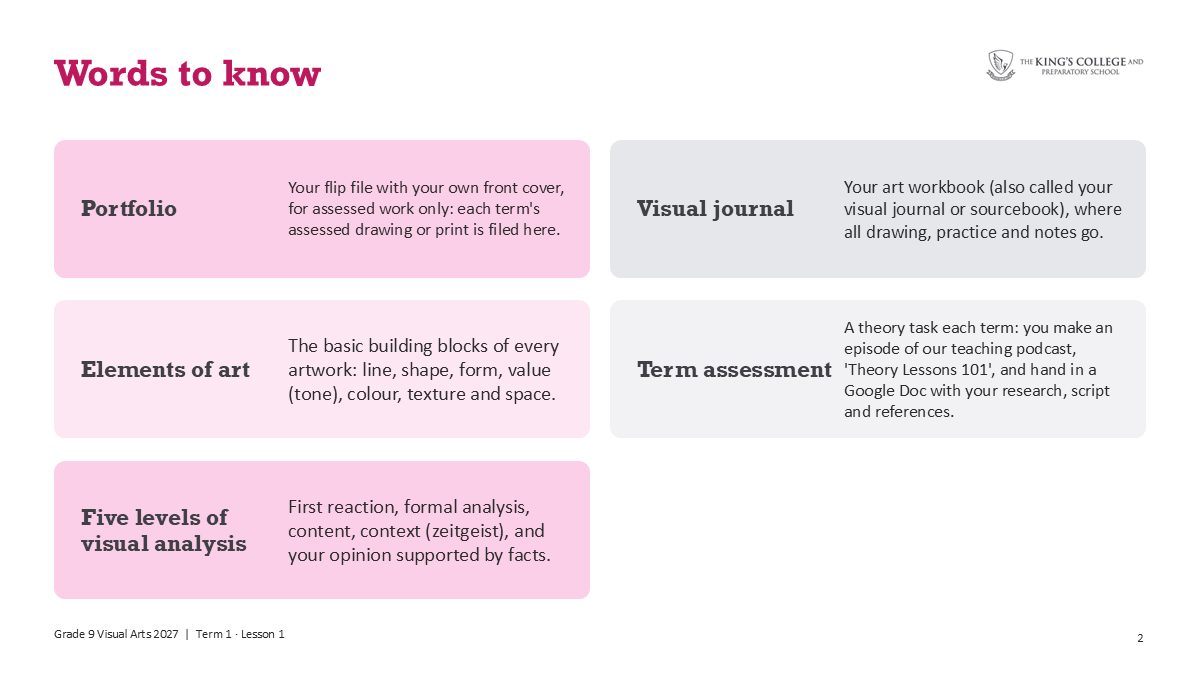 Words to know
THE KING'S COLLEGE AND
PREPARATORY SCHOOL
Portfolio
Your flip file with your own front cover,
for assessed work only: each term's
assessed drawing or print is filed here.
Visual journal
Your art workbook (also called your
visual journal or sourcebook), where
all drawing, practice and notes go.
Elements of art
The basic building blocks of every
artwork: line, shape, form, value
(tone), colour, texture and space.
Term assessment
A theory task each term: you make an
episode of our teaching podcast,
'Theory Lessons 101', and hand in a
Google Doc with your research, script
and references.
Five levels of
visual analysis
First reaction, formal analysis,
content, context (zeitgeist), and
your opinion supported by facts.
Grade 9 Visual Arts 2027 | Term 1 · Lesson 1
2